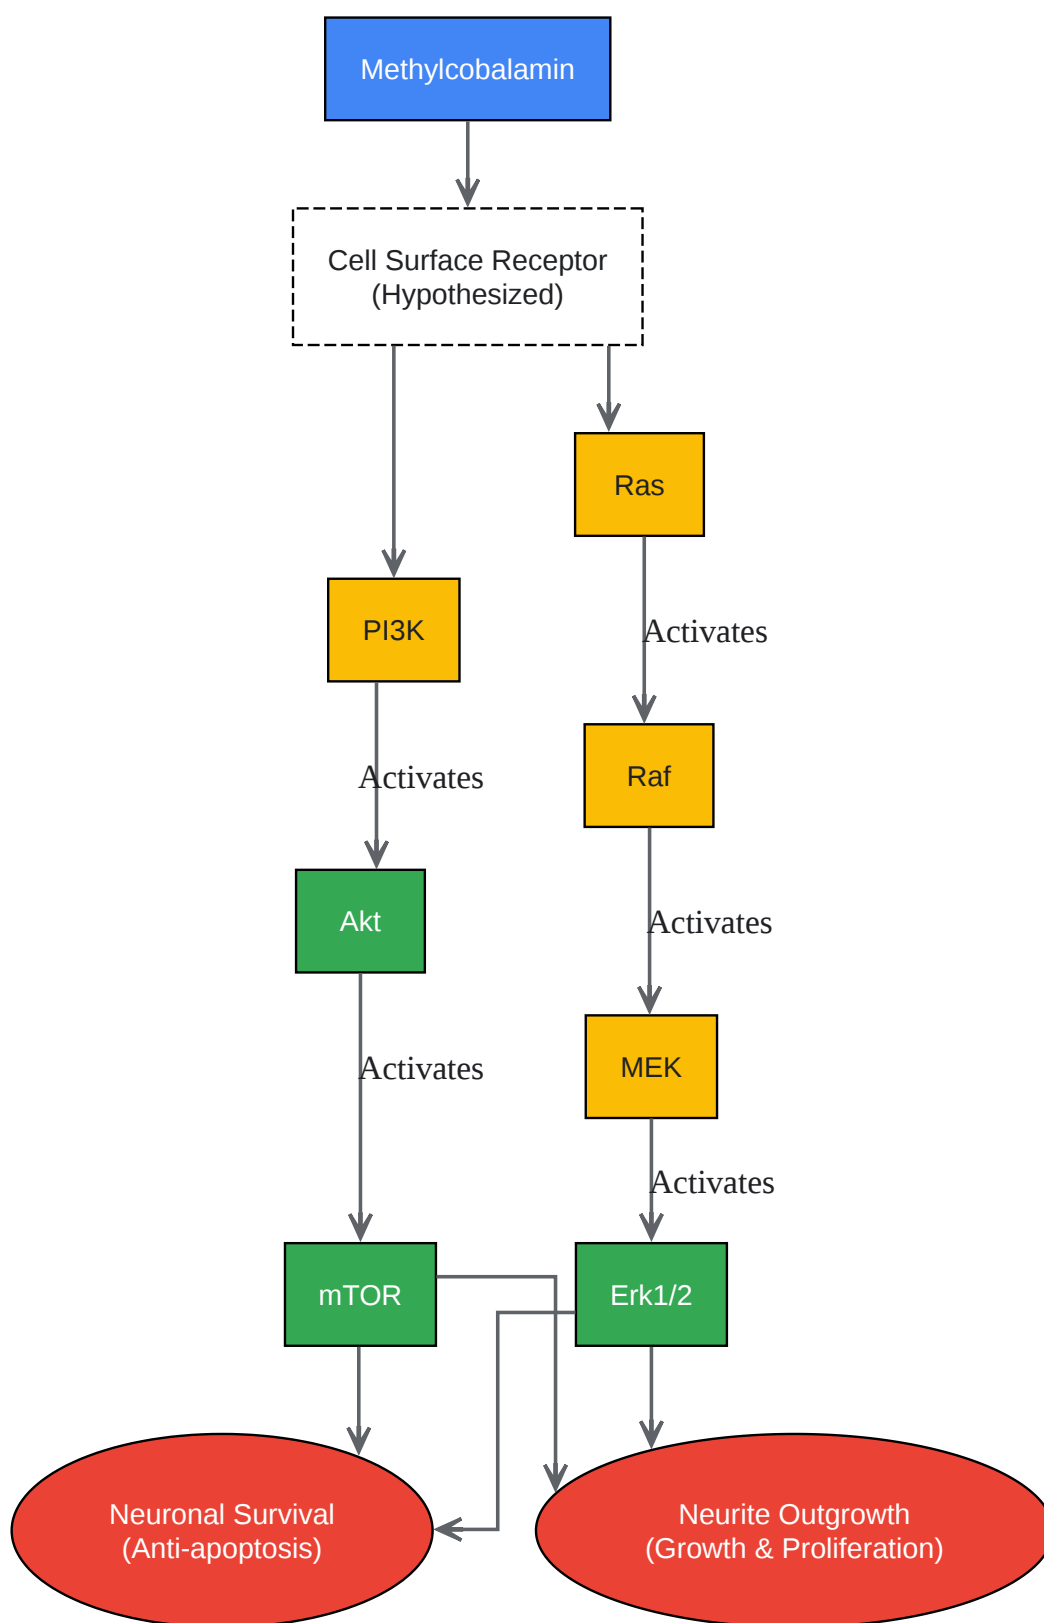 Methylcobalamin
Cell Surface Receptor
(Hypothesized)
Ras
PI3K
Activates
Activates
Raf
Akt
Activates
Activates
MEK
Activates
mTOR
Erk1/2
Neuronal Survival
(Anti-apoptosis)
Neurite Outgrowth
(Growth & Proliferation)